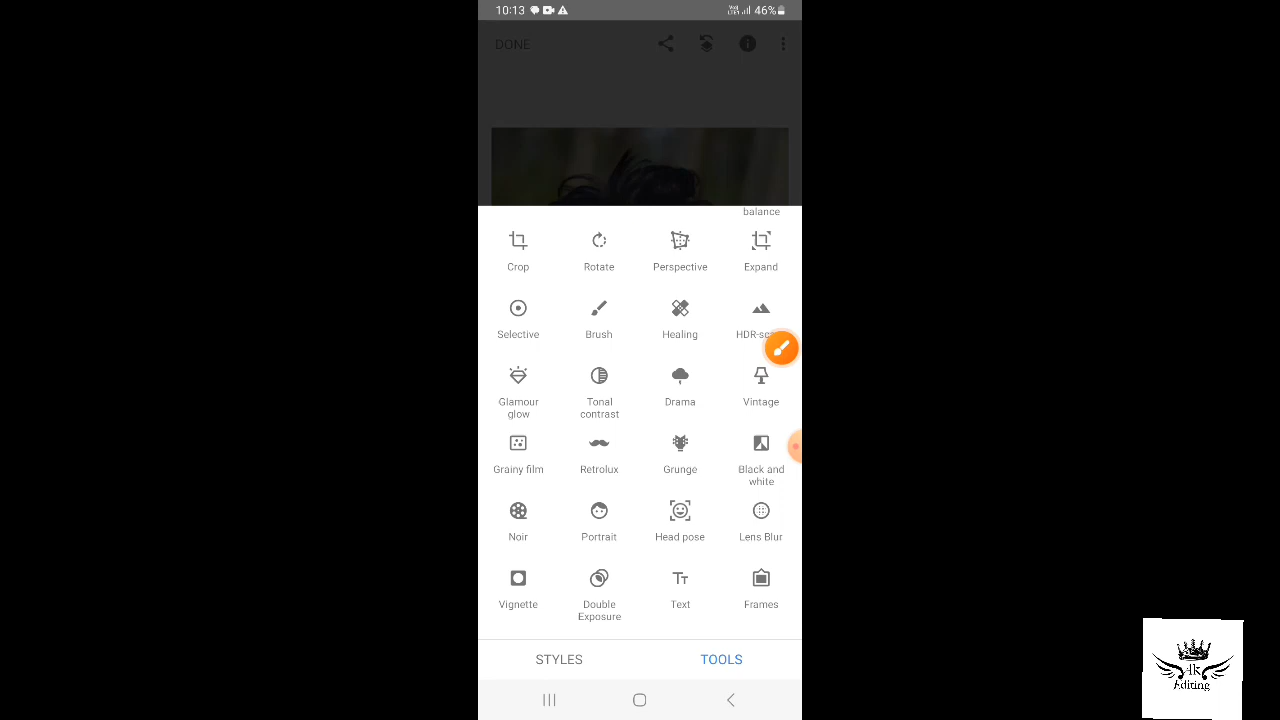 10:13 46%
DONE
balance
Crop Rotate Perspective Expand
Selective Brush Healing
Glamour glow Tonal contrast Drama Vintage
Grainy film Retrolux Grunge Black and white
Noir Portrait Head pose Lens Blur
Vignette Double Exposure Text Frames
STYLES TOOLS
Editing